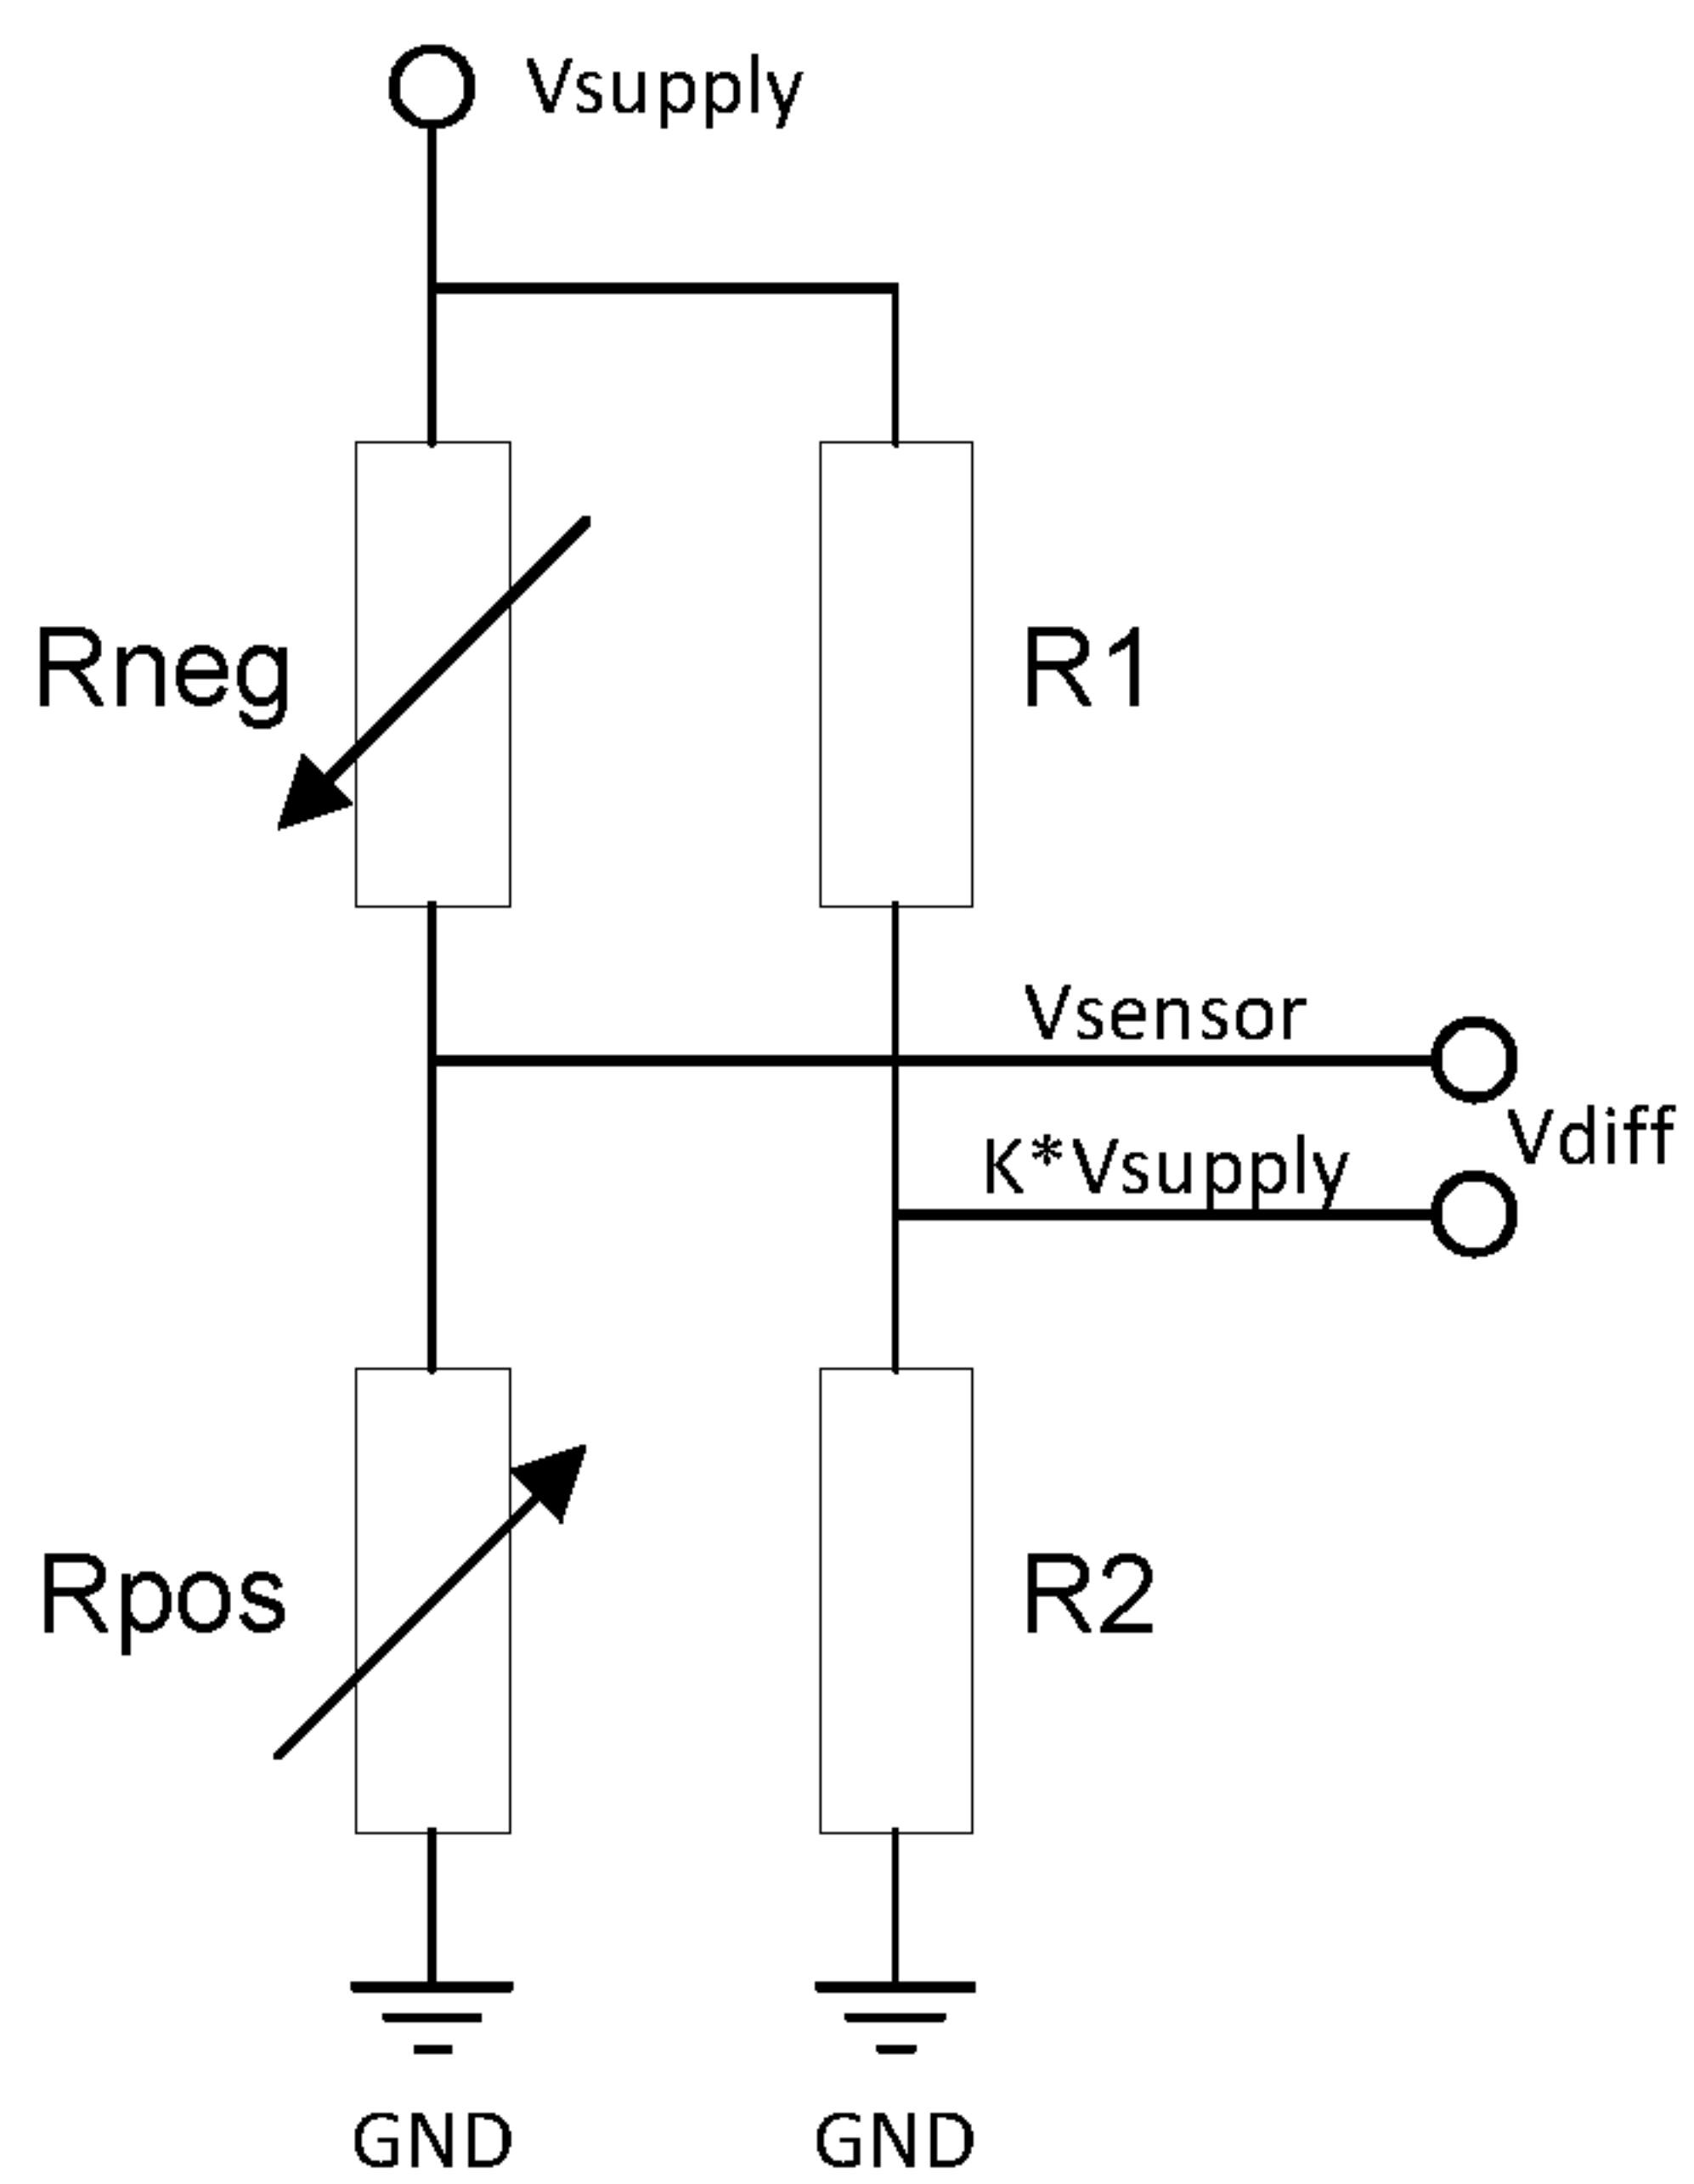 Vsupply
Rneg
R1
Vsensor
Vdiff
K*Vsupply
Rpos
R2
GND
GND